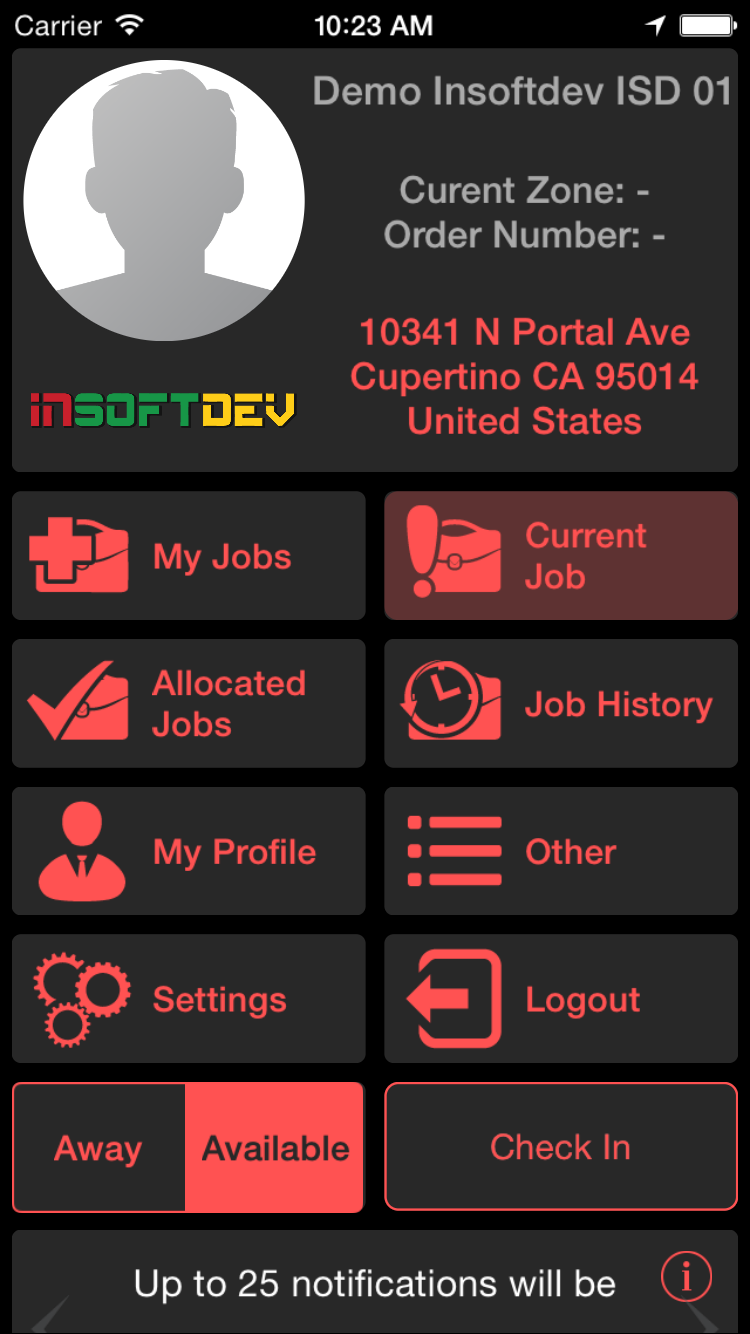 Carrier 10:23 AM
Demo Insoftdev ISD 01
Curent Zone: -
Order Number: -
10341 N Portal Ave
Cupertino CA 95014
United States
INSOFTDEV
My Jobs
Current
Job
Allocated
Jobs
Job History
My Profile
Other
Settings
Logout
Away
Available
Check In
Up to 25 notifications will be
i